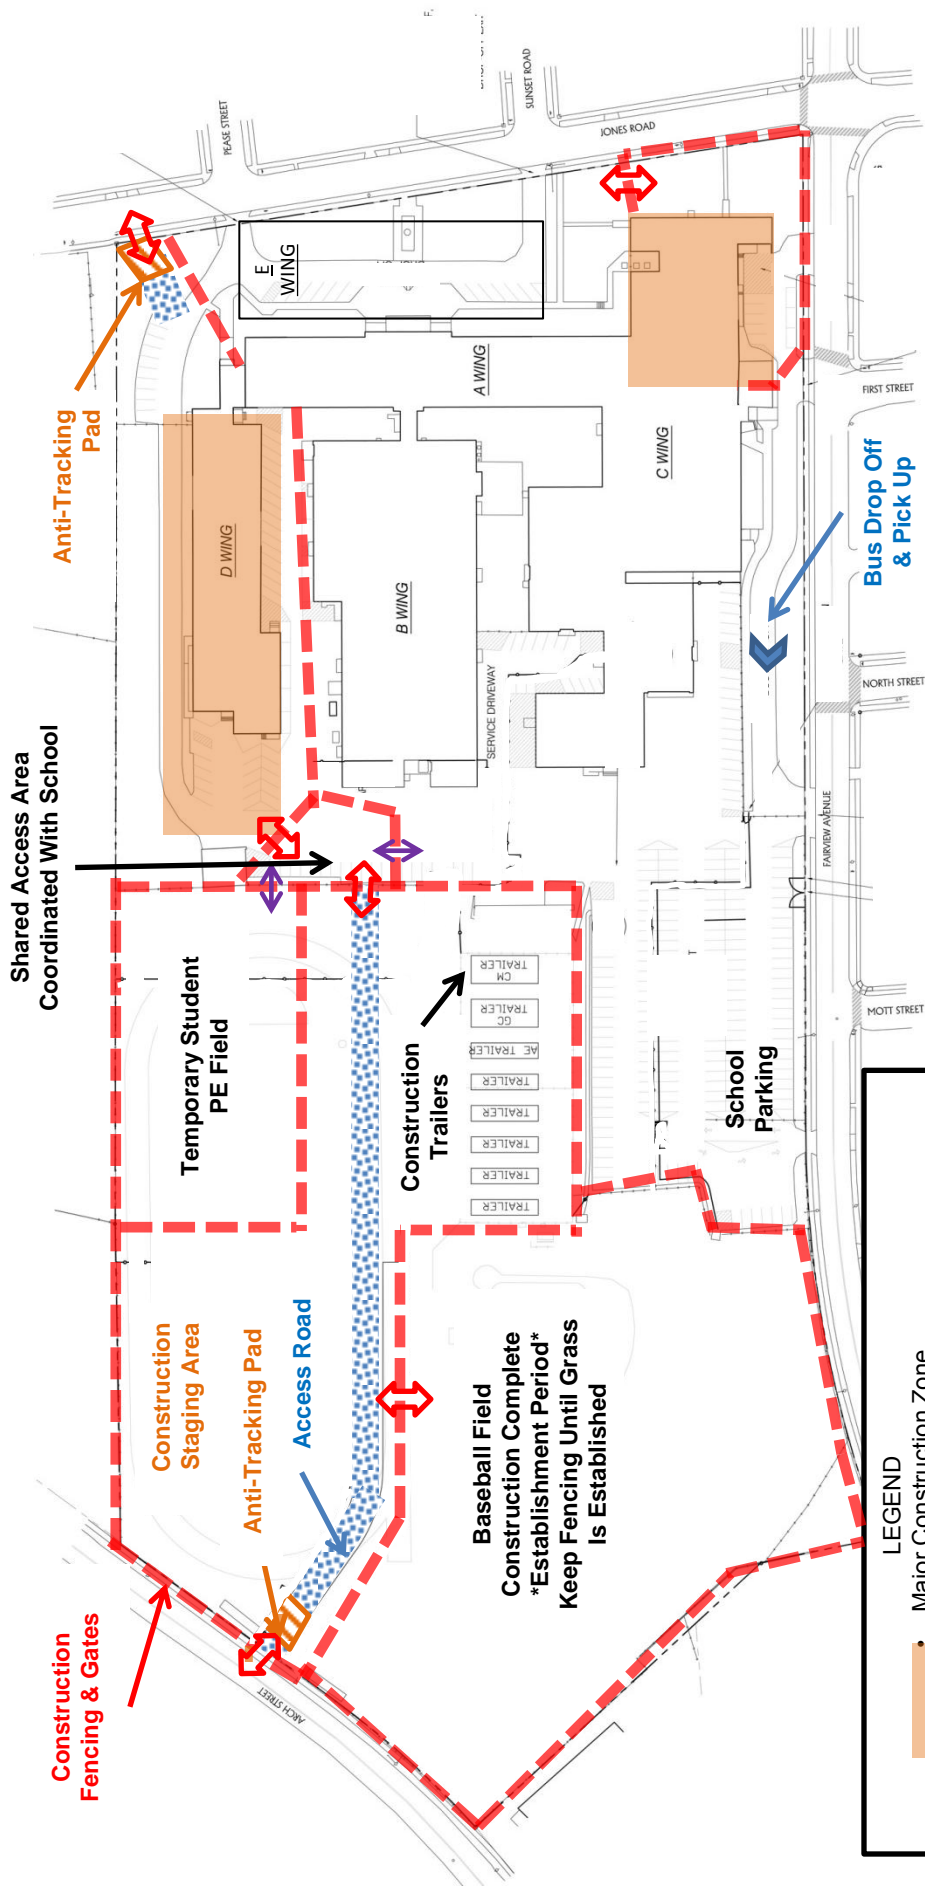 PEASE STREET
SUNSET ROAD
JONES ROAD
Anti-Tracking
Pad
E
WING
A WING
D WING
B WING
C WING
FIRST STREET
Bus Drop Off
& Pick Up
Shared Access Area
Coordinated With School
SERVICE DRIVEWAY
NORTH STREET
FAIRVIEW AVENUE
MOTT STREET
Temporary Student
PE Field
Construction
Trailers
CM
TRAILER
GC
TRAILER
AE TRAILER
TRAILER
TRAILER
TRAILER
TRAILER
TRAILER
School
Parking
Construction
Staging Area
Anti-Tracking Pad
Access Road
Baseball Field
Construction Complete
*Establishment Period*
Keep Fencing Until Grass
Is Established
Construction
Fencing & Gates
ARCH STREET
LEGEND
• Major Construction Zone